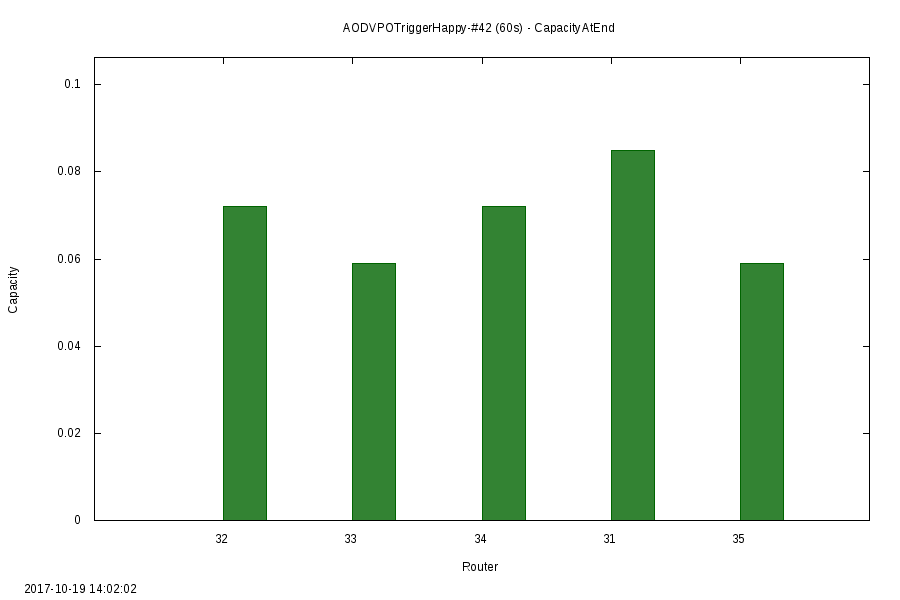 AODVPOTriggerHappy-#42 (60s) - CapacityAtEnd
0.1
0.08
0.06
0.04
0.02
0
Capacity
32 33 34 31 35
Router
2017-10-19 14:02:02